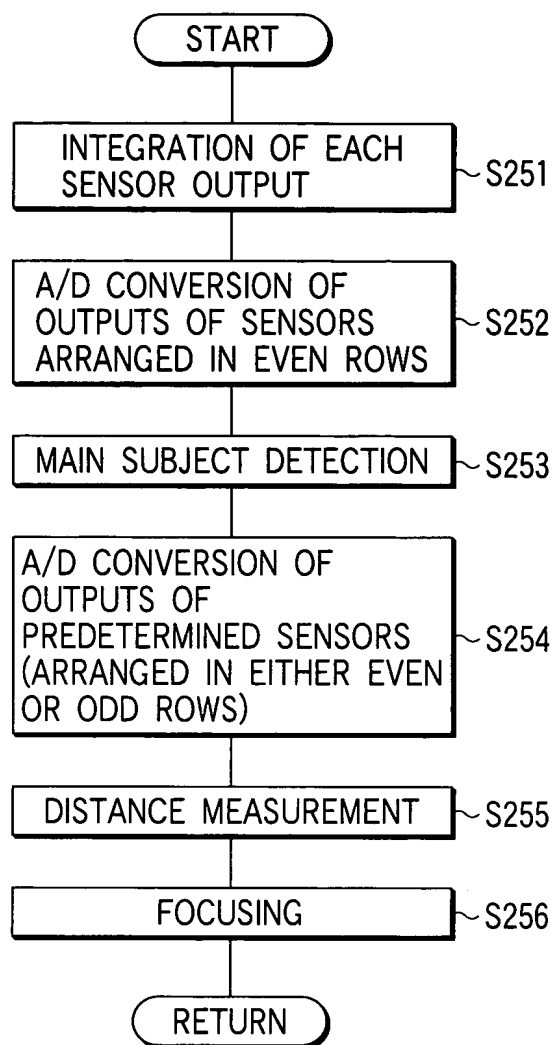 START
INTEGRATION OF EACH
SENSOR OUTPUT
S251
A/D CONVERSION OF
OUTPUTS OF SENSORS
ARRANGED IN EVEN ROWS
S252
MAIN SUBJECT DETECTION
S253
A/D CONVERSION OF
OUTPUTS OF
PREDETERMINED SENSORS
(ARRANGED IN EITHER EVEN
OR ODD ROWS)
S254
DISTANCE MEASUREMENT
S255
FOCUSING
S256
RETURN